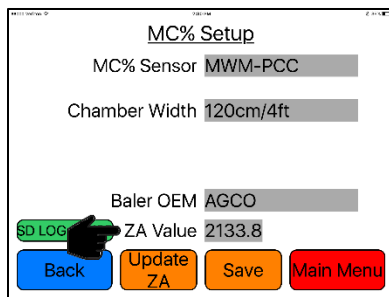 MC% Setup
MC% Sensor MWM-PCC
Chamber Width 120cm/4ft
Baler OEM AGCO
SD LOG ZA Value 2133.8
Back Update ZA Save Main Menu